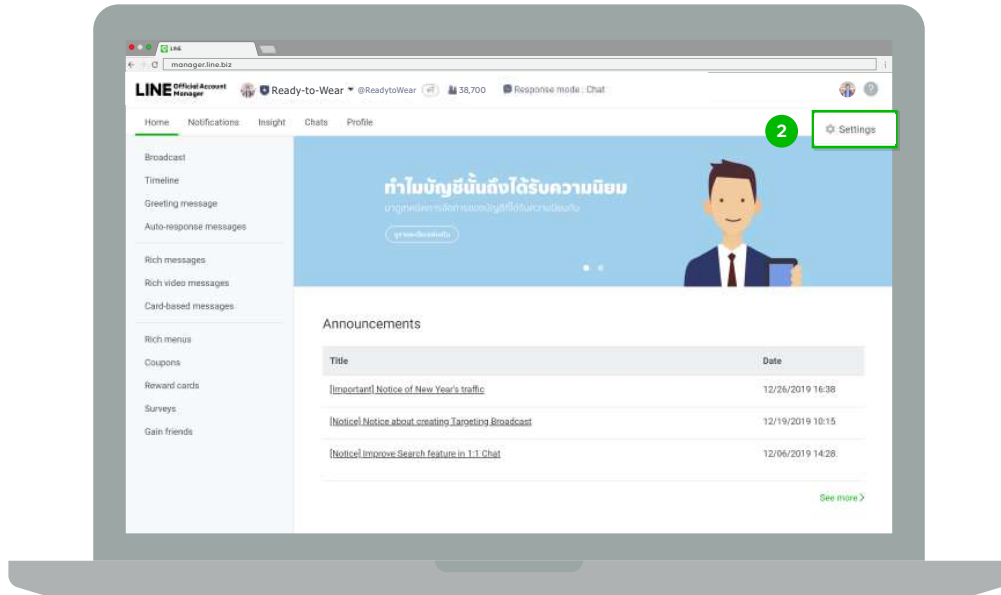 LINE
manager.line.biz
LINE Official Account Manager Ready-to-Wear @ReadytoWear ฟรี 38,700 Response mode : Chat
Home Notifications Insight Chats Profile 2 Settings
Broadcast
Timeline
Greeting message
Auto-response messages
Rich messages
Rich video messages
Card-based messages
Rich menus
Coupons
Reward cards
Surveys
Gain friends
ทำไมบัญชีนั้นถึงได้รับความนิยม
Announcements
Title Date
[Important] Notice of New Year's traffic 12/26/2019 16:38
[Notice] Notice about creating Targeting Broadcast 12/19/2019 10:15
[Notice] Improve Search feature in 1:1 Chat 12/06/2019 14:28
See more